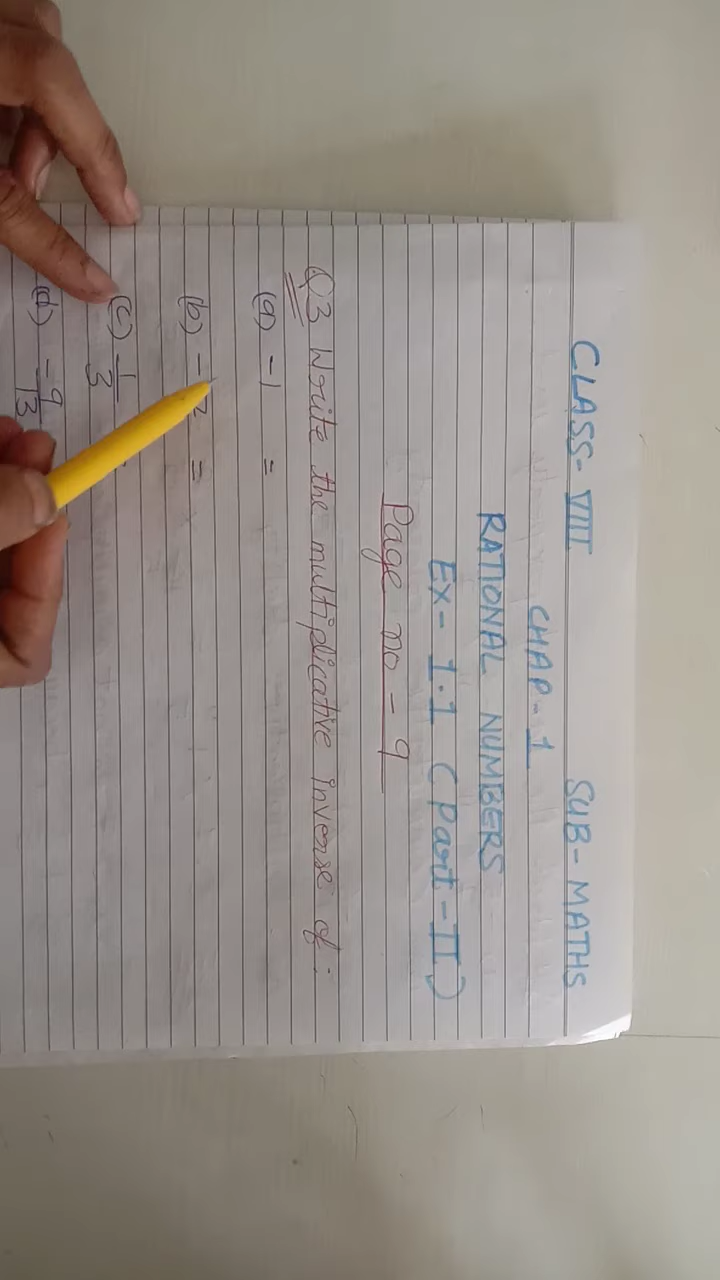 CLASS- VIII SUB- MATHS
CHAP- 1
RATIONAL NUMBERS
Ex- 1.1 (Part-II)
Page no - 9
Q3 Write the multiplicative inverse of:
(a) -1 =
(b) - =
(c) 1/3
(d) -9/13